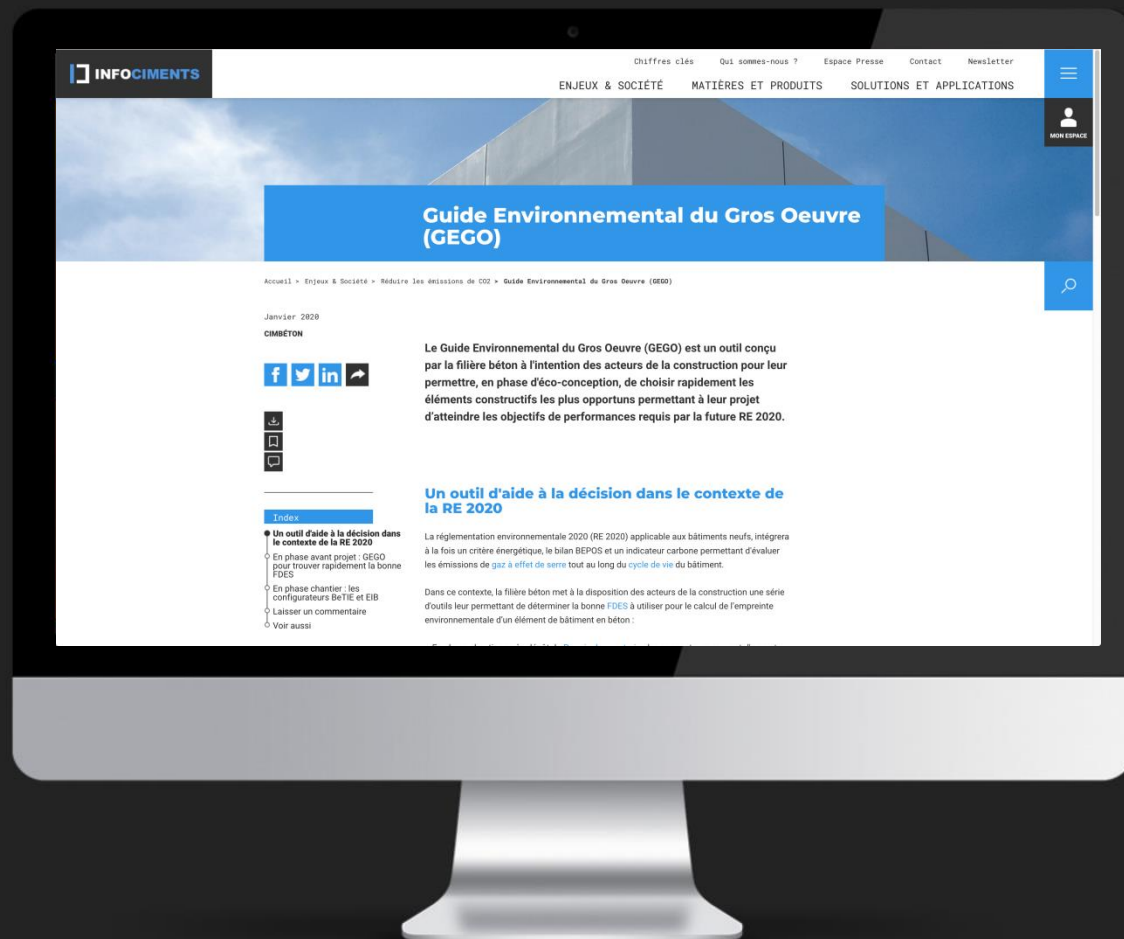 INFOCIMENTS
Chiffres clés Qui sommes-nous ? Espace Presse Contact Newsletter
ENJEUX & SOCIÉTÉ MATIÈRES ET PRODUITS SOLUTIONS ET APPLICATIONS
MON ESPACE
Guide Environnemental du Gros Oeuvre
(GEGO)
Accueil > Enjeux & Société > Réduire les émissions de CO2 > Guide Environnemental du Gros Oeuvre (GEGO)
Janvier 2020
CIMBÉTON
Le Guide Environnemental du Gros Oeuvre (GEGO) est un outil conçu
par la filière béton à l'intention des acteurs de la construction pour leur
permettre, en phase d'éco-conception, de choisir rapidement les
éléments constructifs les plus opportuns permettant à leur projet
d'atteindre les objectifs de performances requis par la future RE 2020.
Index
Un outil d'aide à la décision dans
le contexte de la RE 2020
En phase avant projet : GEGO
pour trouver rapidement la bonne
FDES
En phase chantier : les
configurateurs BeTIE et EIB
Laisser un commentaire
Voir aussi
Un outil d'aide à la décision dans le contexte de
la RE 2020
La réglementation environnementale 2020 (RE 2020) applicable aux bâtiments neufs, intégrera
à la fois un critère énergétique, le bilan BEPOS et un indicateur carbone permettant d'évaluer
les émissions de gaz à effet de serre tout au long du cycle de vie du bâtiment.
Dans ce contexte, la filière béton met à la disposition des acteurs de la construction une série
d'outils leur permettant de déterminer la bonne FDES à utiliser pour le calcul de l'empreinte
environnementale d'un élément de bâtiment en béton :